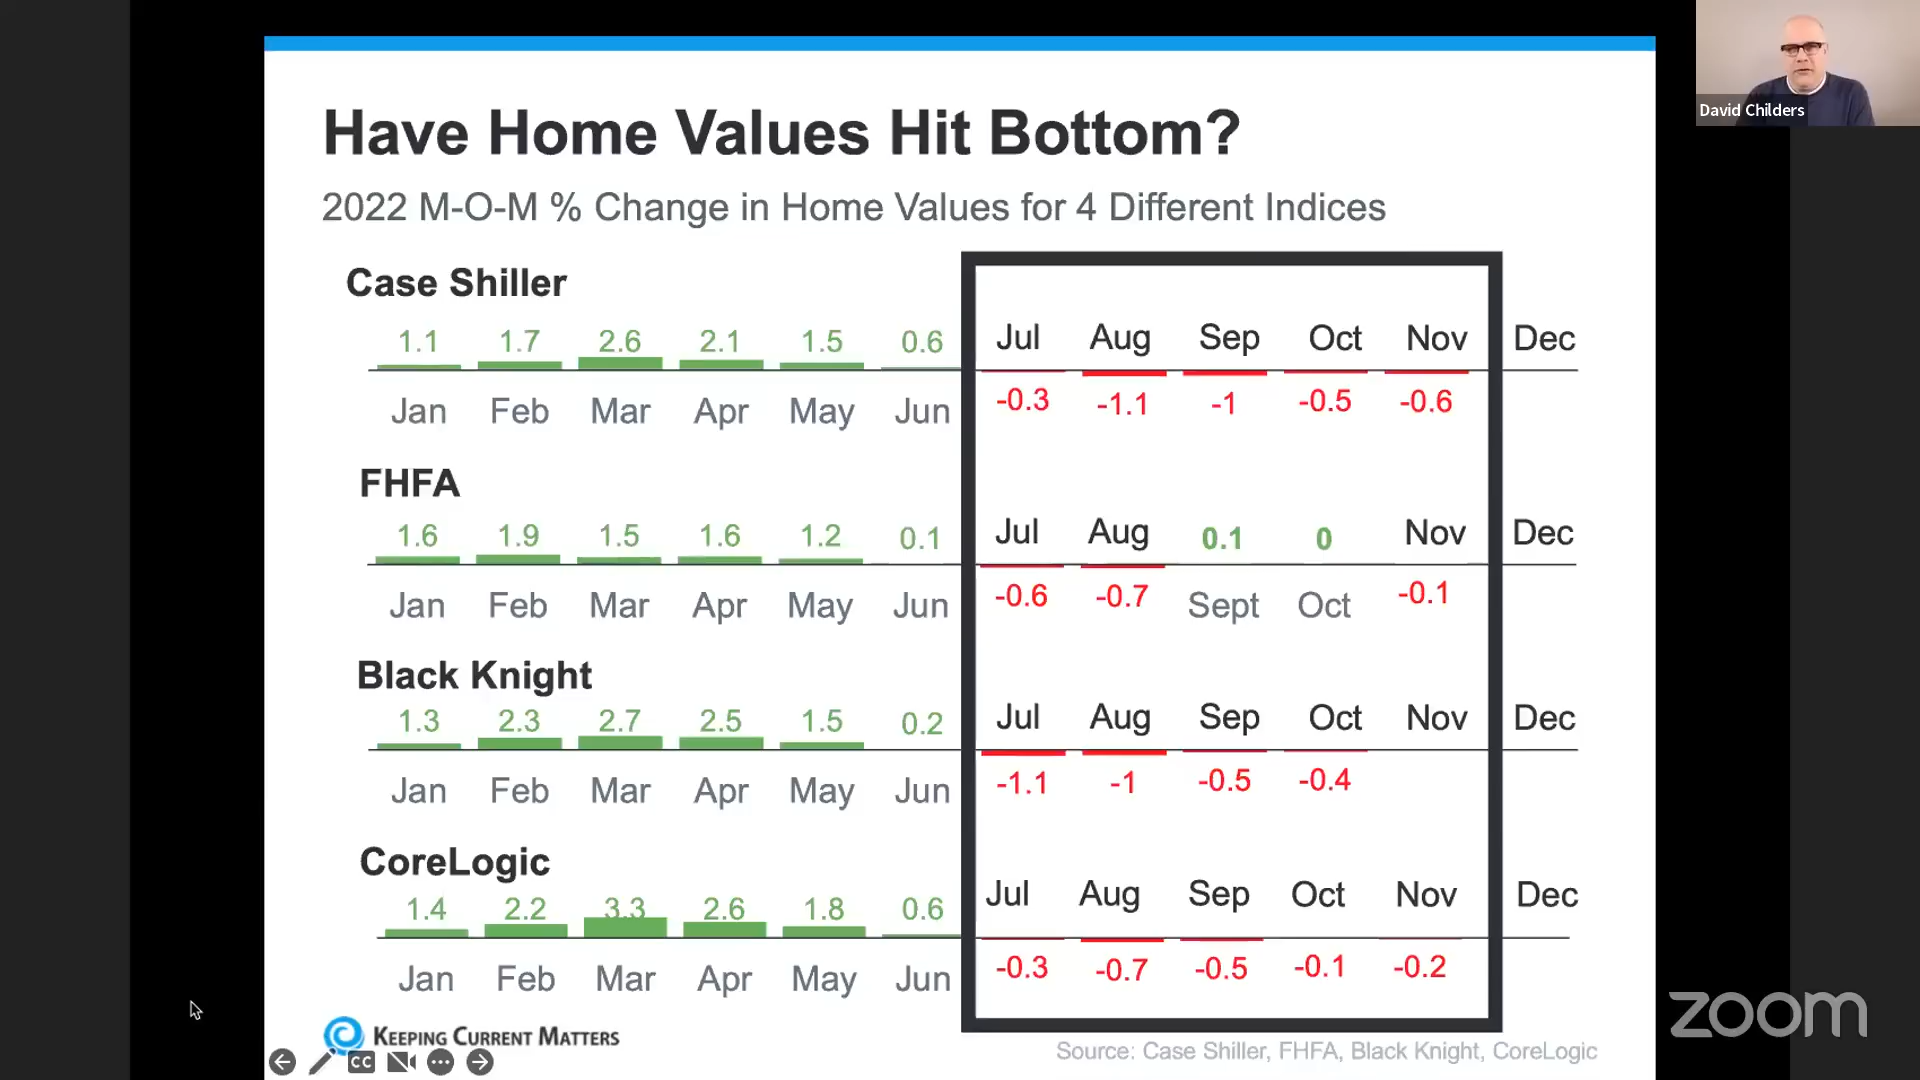 David Childers
Have Home Values Hit Bottom?
2022 M-O-M % Change in Home Values for 4 Different Indices
Case Shiller
1.1 1.7 2.6 2.1 1.5 0.6 Jul Aug Sep Oct Nov Dec
Jan Feb Mar Apr May Jun -0.3 -1.1 -1 -0.5 -0.6
FHFA
1.6 1.9 1.5 1.6 1.2 0.1 Jul Aug 0.1 0 Nov Dec
Jan Feb Mar Apr May Jun -0.6 -0.7 Sept Oct -0.1
Black Knight
1.3 2.3 2.7 2.5 1.5 0.2 Jul Aug Sep Oct Nov Dec
Jan Feb Mar Apr May Jun -1.1 -1 -0.5 -0.4
CoreLogic
1.4 2.2 3.3 2.6 1.8 0.6 Jul Aug Sep Oct Nov Dec
Jan Feb Mar Apr May Jun -0.3 -0.7 -0.5 -0.1 -0.2
KEEPING CURRENT MATTERS
CC
Source: Case Shiller, FHFA, Black Knight, CoreLogic
zoom